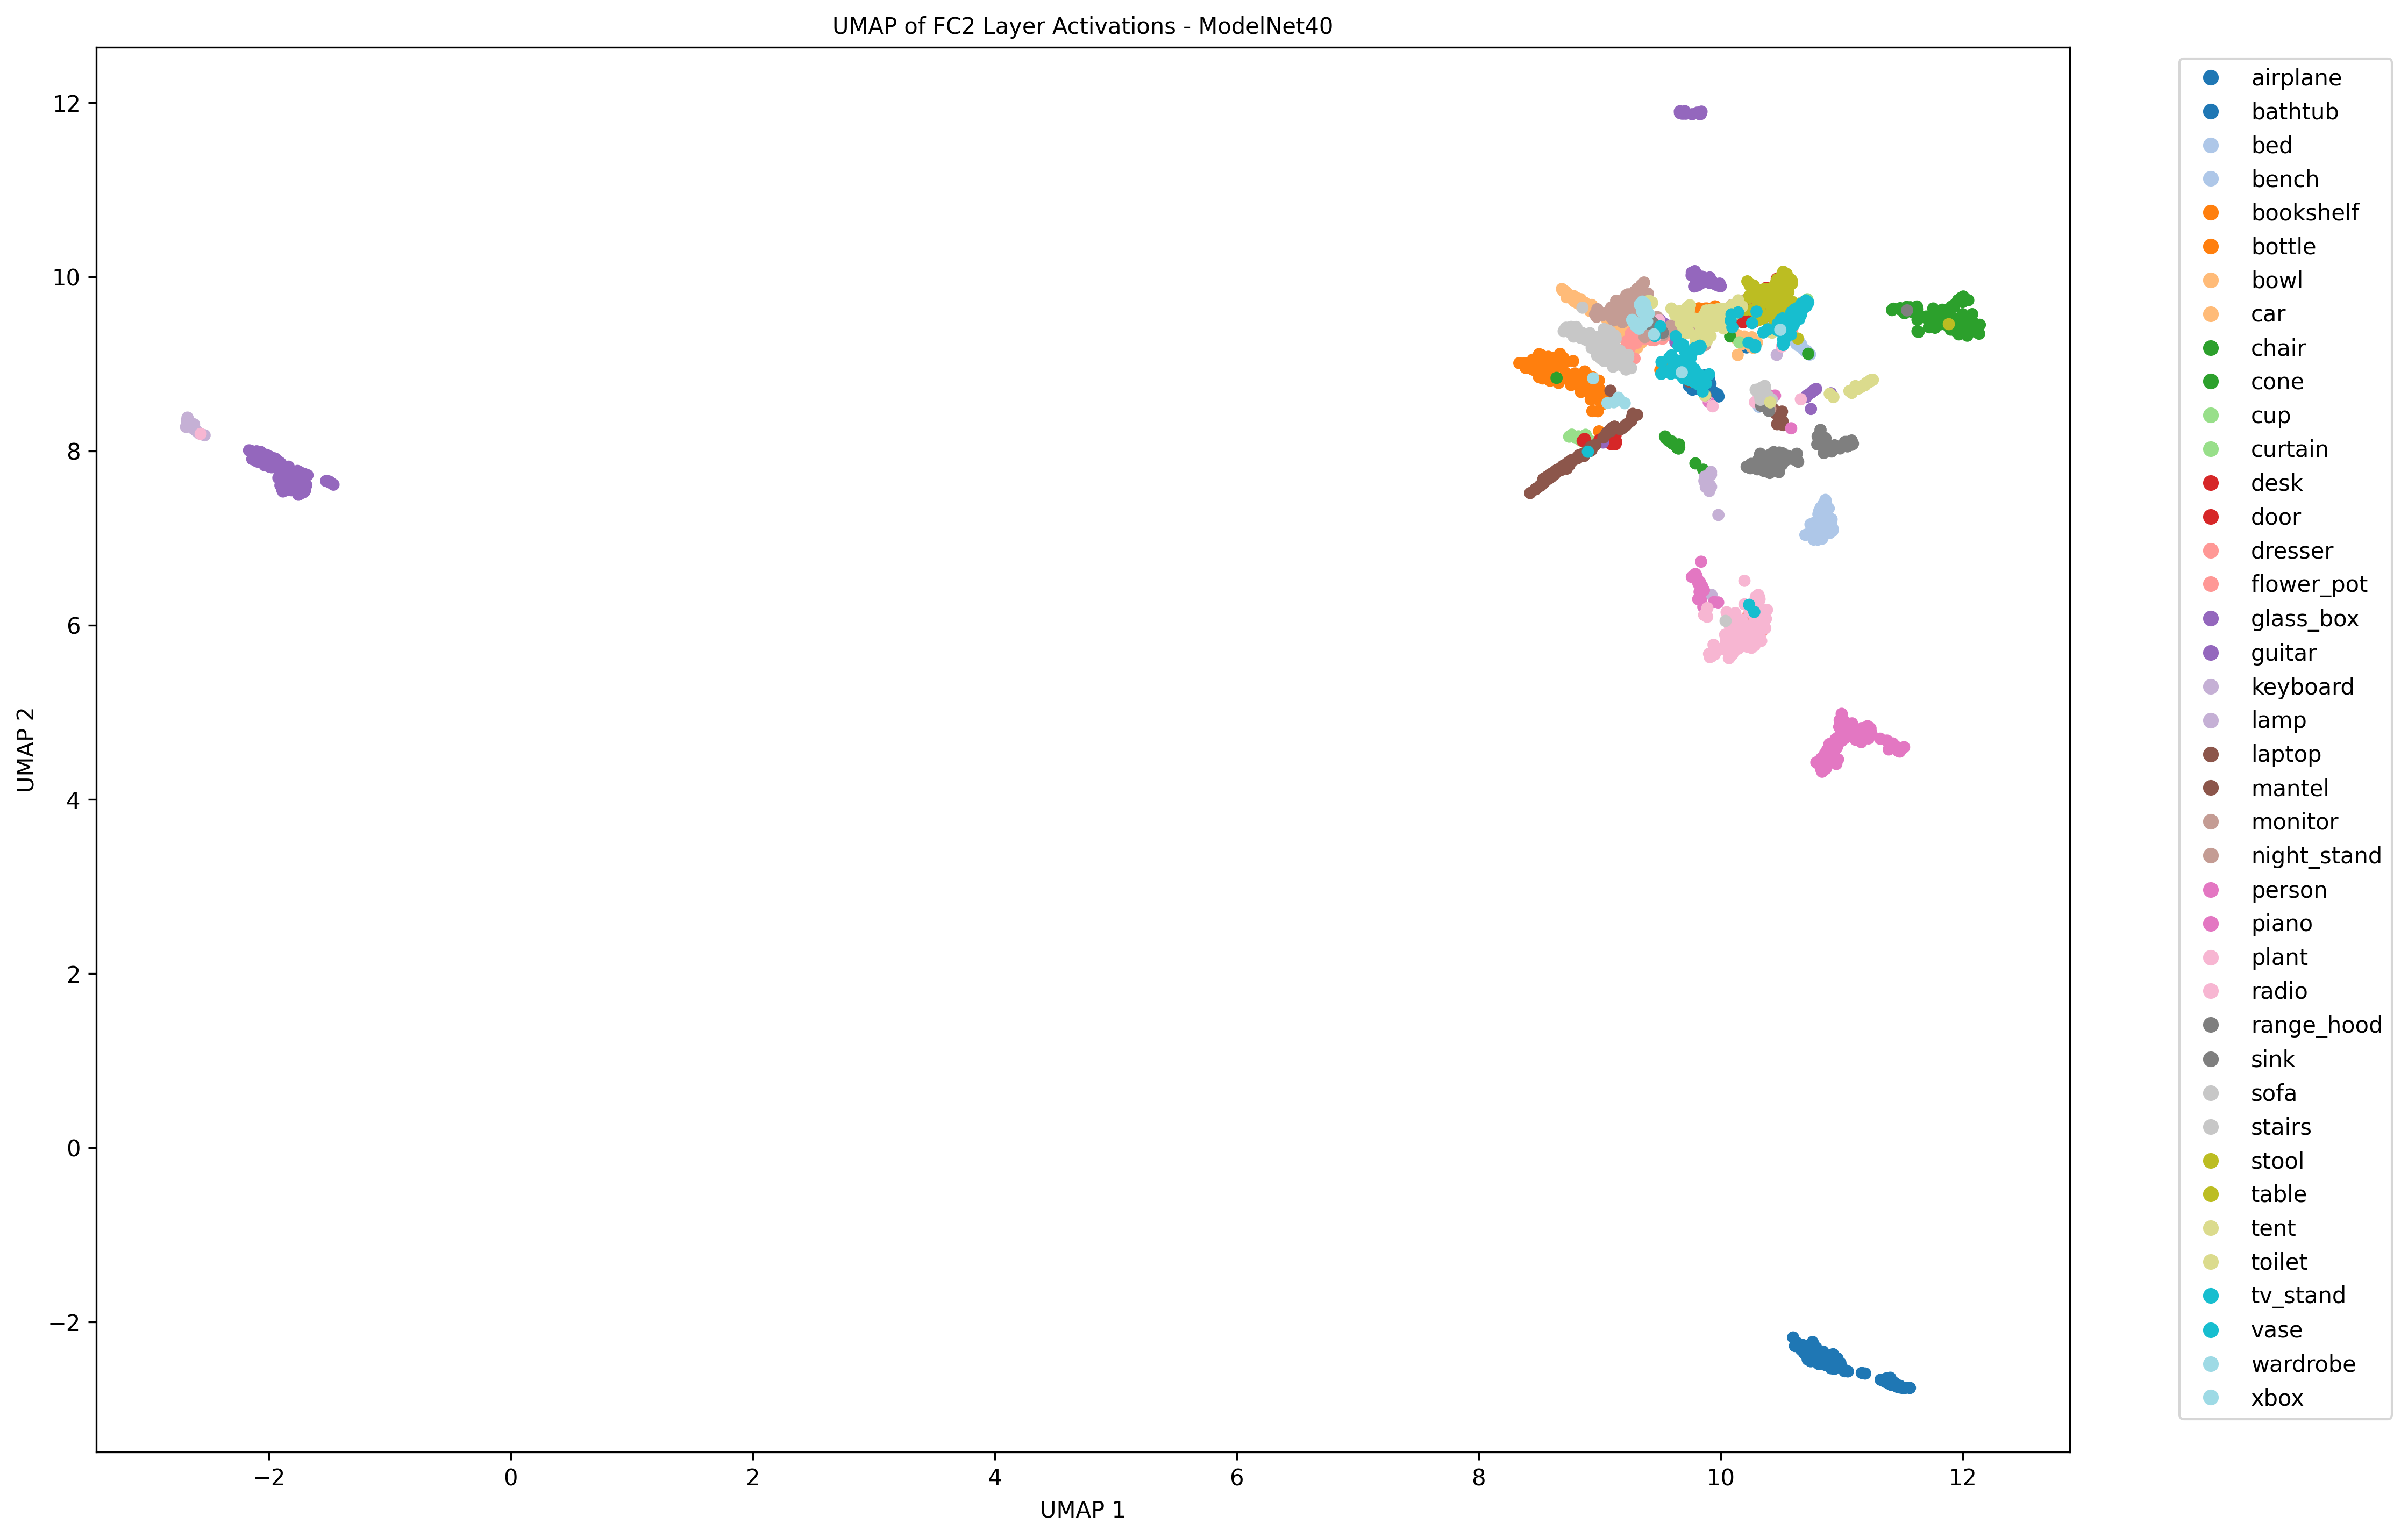 UMAP of FC2 Layer Activations - ModelNet40
12
10
8
6
4
2
0
−2
UMAP 2
−2
0
2
4
6
8
10
12
UMAP 1
airplane
bathtub
bed
bench
bookshelf
bottle
bowl
car
chair
cone
cup
curtain
desk
door
dresser
flower_pot
glass_box
guitar
keyboard
lamp
laptop
mantel
monitor
night_stand
person
piano
plant
radio
range_hood
sink
sofa
stairs
stool
table
tent
toilet
tv_stand
vase
wardrobe
xbox